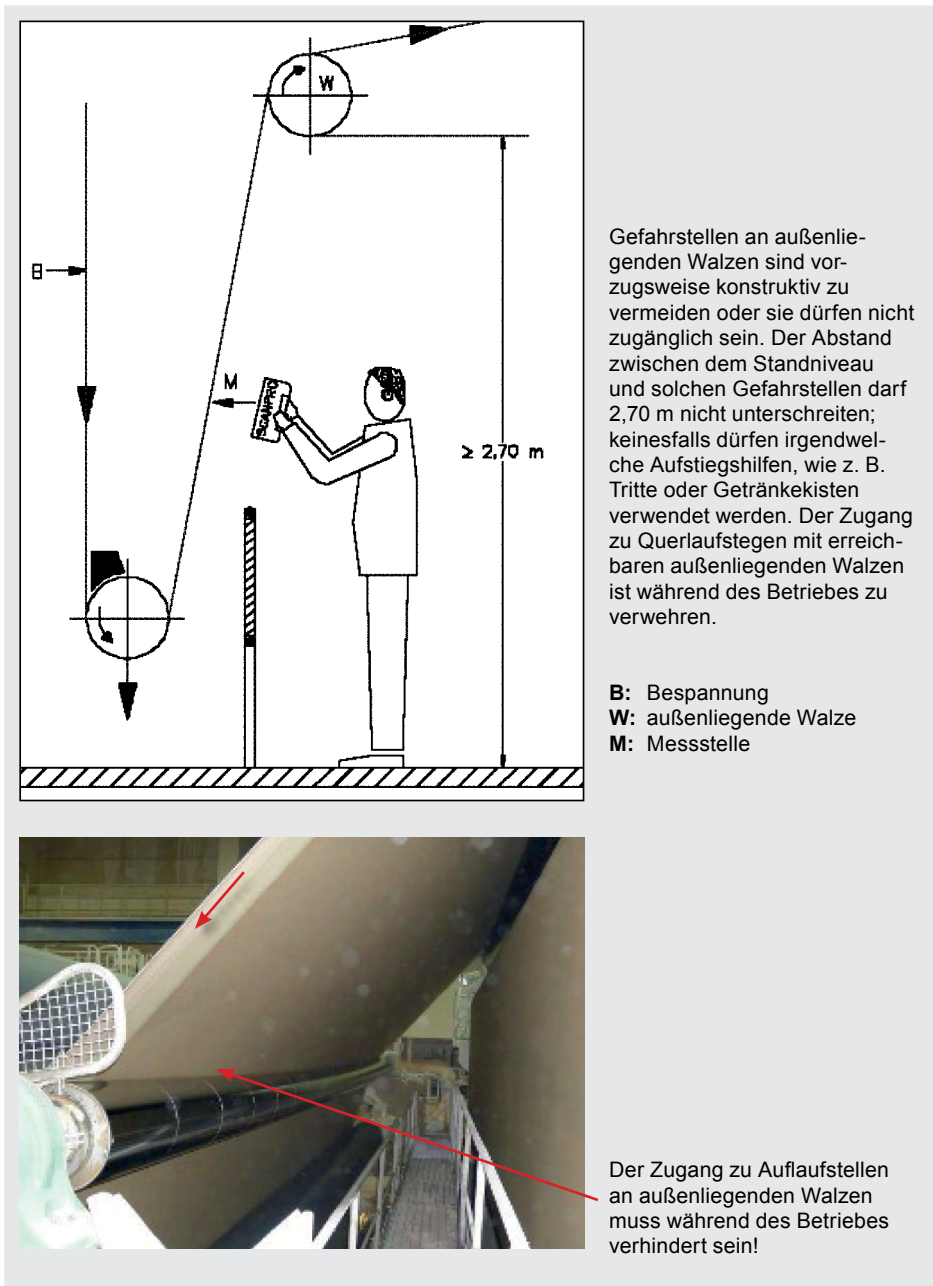 W
B
M
SCANPRO
≥ 2,70 m
Gefahrstellen an außenlie-
genden Walzen sind vor-
zugsweise konstruktiv zu
vermeiden oder sie dürfen nicht
zugänglich sein. Der Abstand
zwischen dem Standniveau
und solchen Gefahrstellen darf
2,70 m nicht unterschreiten;
keinesfalls dürfen irgendwel-
che Aufstiegshilfen, wie z. B.
Tritte oder Getränkekisten
verwendet werden. Der Zugang
zu Querlaufstegen mit erreich-
baren außenliegenden Walzen
ist während des Betriebes zu
verwehren.
B: Bespannung
W: außenliegende Walze
M: Messstelle
Der Zugang zu Auflaufstellen
an außenliegenden Walzen
muss während des Betriebes
verhindert sein!